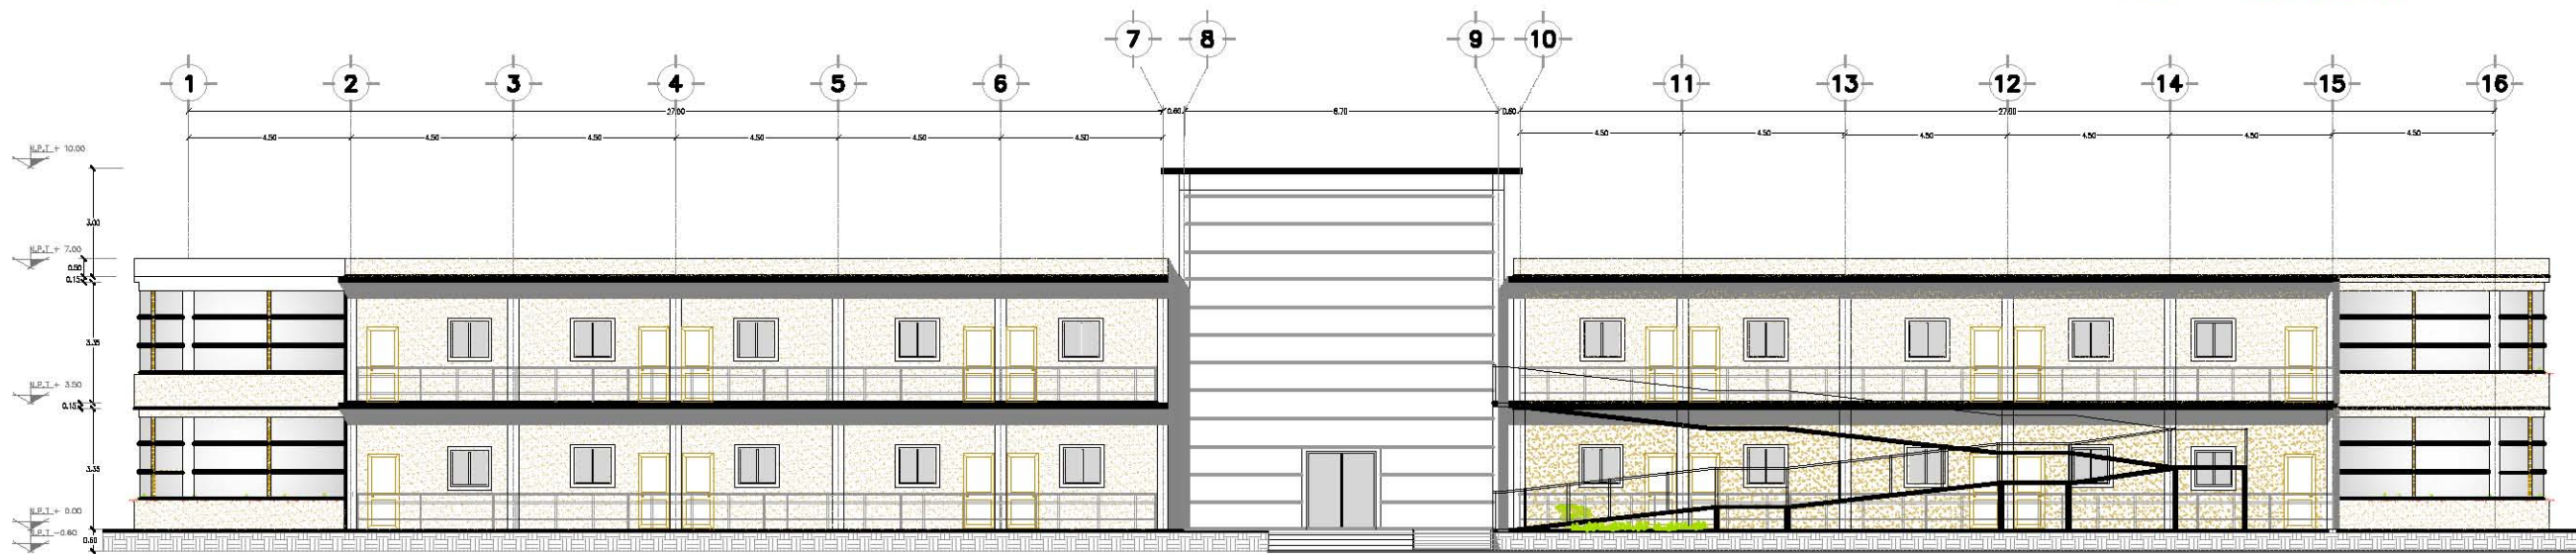 7 8 9 10
1 2 3 4 5 6 11 13 12 14 15 16
27.00 0.60 8.70 0.60 27.00
4.50 4.50 4.50 4.50 4.50 4.50 4.50 4.50 4.50 4.50 4.50 4.50
N.P.T + 10.00
3.00
N.P.T + 7.00
0.50
0.15
3.35
N.P.T + 3.50
0.15
3.35
N.P.T + 0.00
N.P.T -0.60
0.60